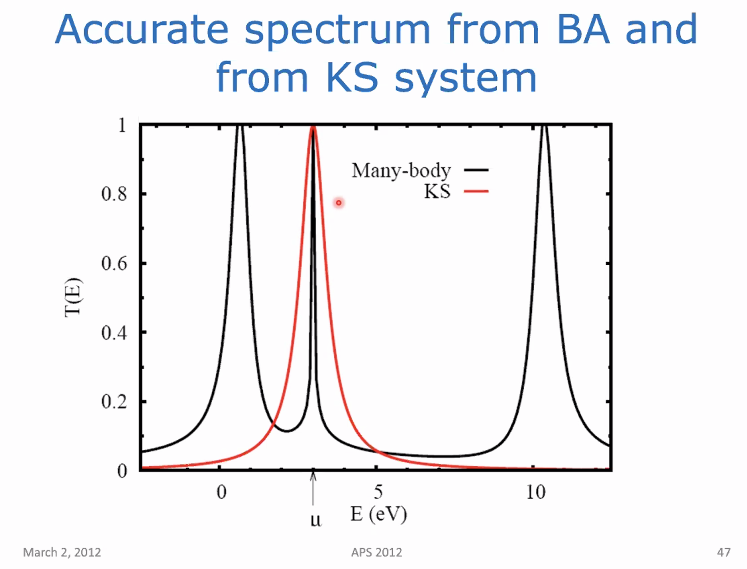 Accurate spectrum from BA and
from KS system
1
0.8
0.6
0.4
0.2
0
T(E)
Many-body
KS
0
5
10
μ
E (eV)
March 2, 2012
APS 2012
47